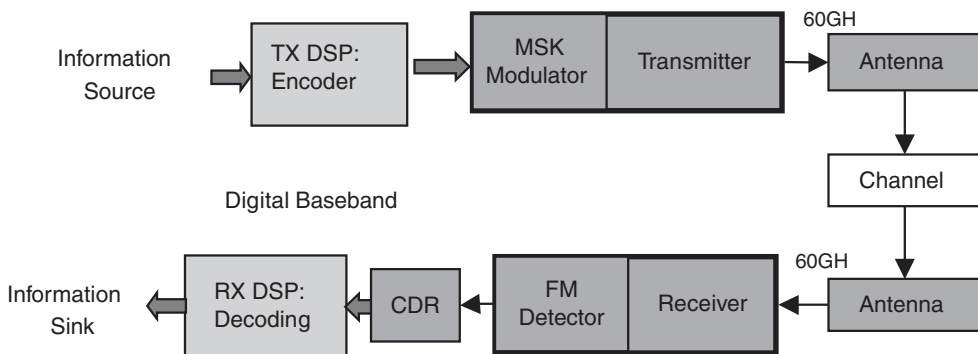 Information
Source
TX DSP:
Encoder
MSK
Modulator
Transmitter
60GH
Antenna
Channel
Digital Baseband
Information
Sink
RX DSP:
Decoding
CDR
FM
Detector
Receiver
60GH
Antenna